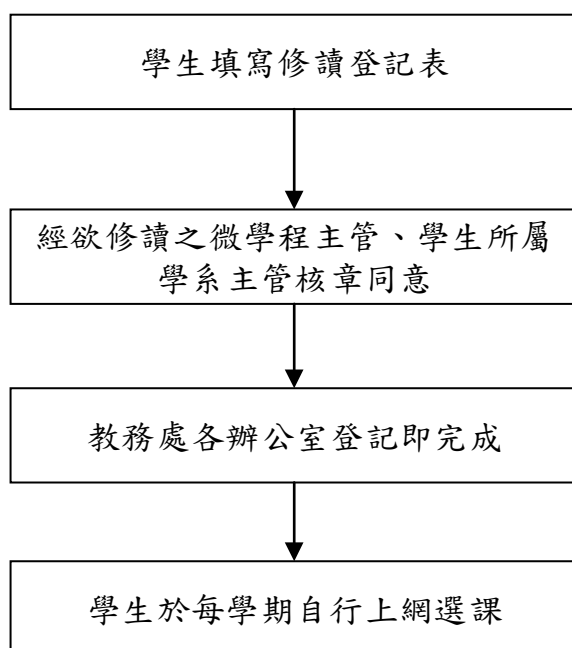 學生填寫修讀登記表
經欲修讀之微學程主管、學生所屬
學系主管核章同意
教務處各辦公室登記即完成
學生於每學期自行上網選課